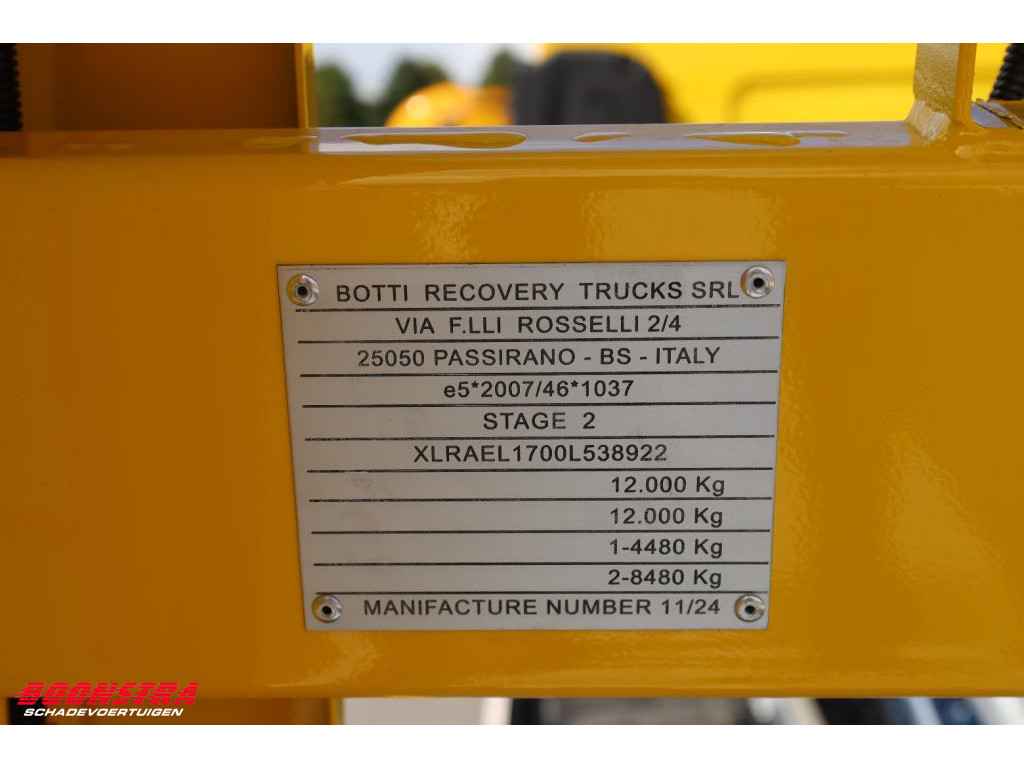 BOTTI RECOVERY TRUCKS SRL
VIA F.LLI ROSSELLI 2/4
25050 PASSIRANO - BS - ITALY
e5*2007/46*1037
STAGE 2
XLRAEL1700L538922
12.000 Kg
12.000 Kg
1-4480 Kg
2-8480 Kg
MANIFACTURE NUMBER 11/24
BOONSTRA
SCHADEVOERTUIGEN